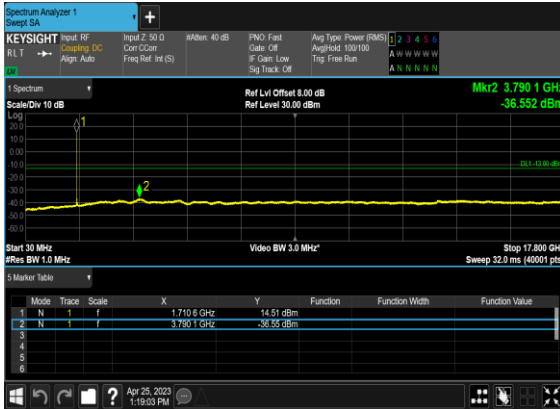 Spectrum Analyzer 1
Swept SA
+
KEYSIGHT Input: RF Input Z: 50 Ω #Atten: 40 dB PNO: Fast Avg Type: Power (RMS) 1 2 3 4 5 6
RLT Coupling: DC Corr CCorr Gate: Off Avg|Hold: 100/100 A W W W W W
Align: Auto Freq Ref: Int (S) IF Gain: Low Trig: Free Run
Sig Track: Off A N N N N N
1 Spectrum
Ref Lvl Offset 8.00 dB Mkr2 3.790 1 GHz
Scale/Div 10 dB Ref Level 30.00 dBm -36.552 dBm
Log
20.0
10.0
0.00
-10.0
DL1 -13.00 dBm
-20.0
-30.0
-40.0
-50.0
-60.0
1
2
Start 30 MHz Video BW 3.0 MHz* Stop 17.800 GH
#Res BW 1.0 MHz Sweep 32.0 ms (40001 pts
5 Marker Table
Mode Trace Scale X Y Function Function Width Function Value
1 N 1 f 1.710 6 GHz 14.51 dBm
2 N 1 f 3.790 1 GHz -36.55 dBm
3
4
5
6
? Apr 25, 2023
1:19:03 PM